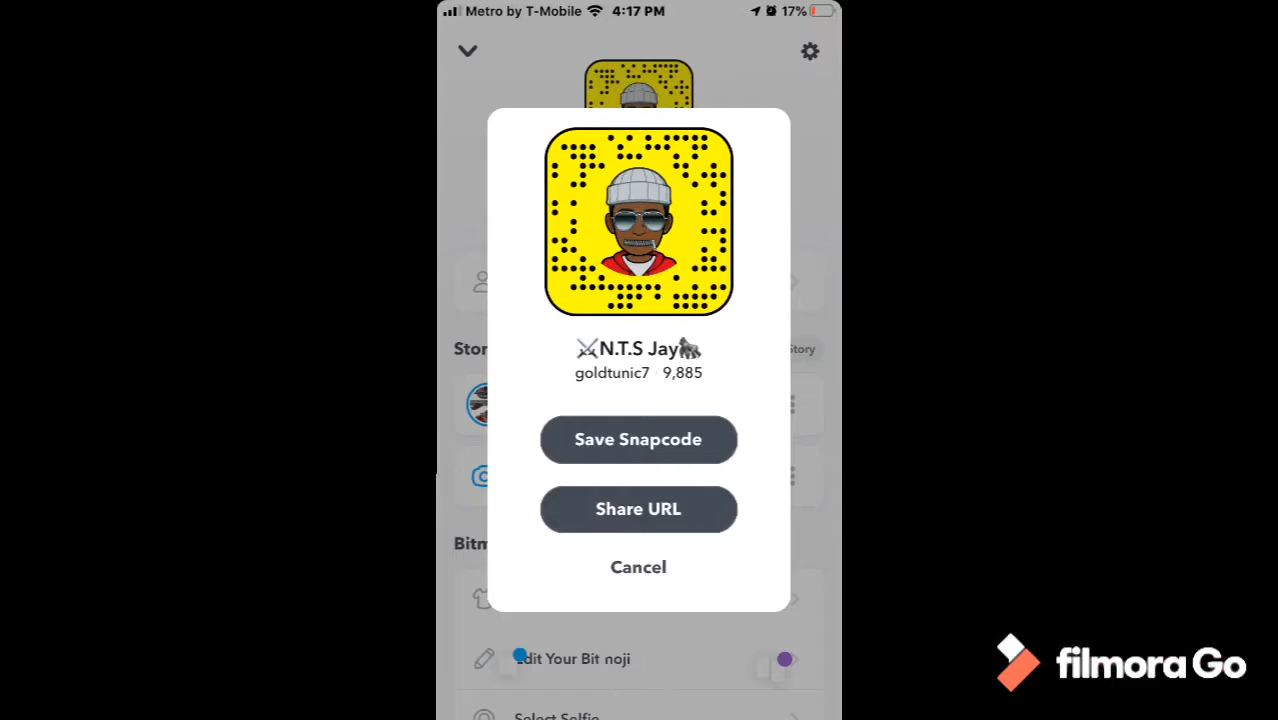 Metro by T-Mobile 4:17 PM 17%
⚔N.T.S Jay🦍
goldtunic7 · 9,885
Stor
Story
Save Snapcode
Share URL
Cancel
Bitm
Edit Your Bit noji
Select Selfie
filmora Go